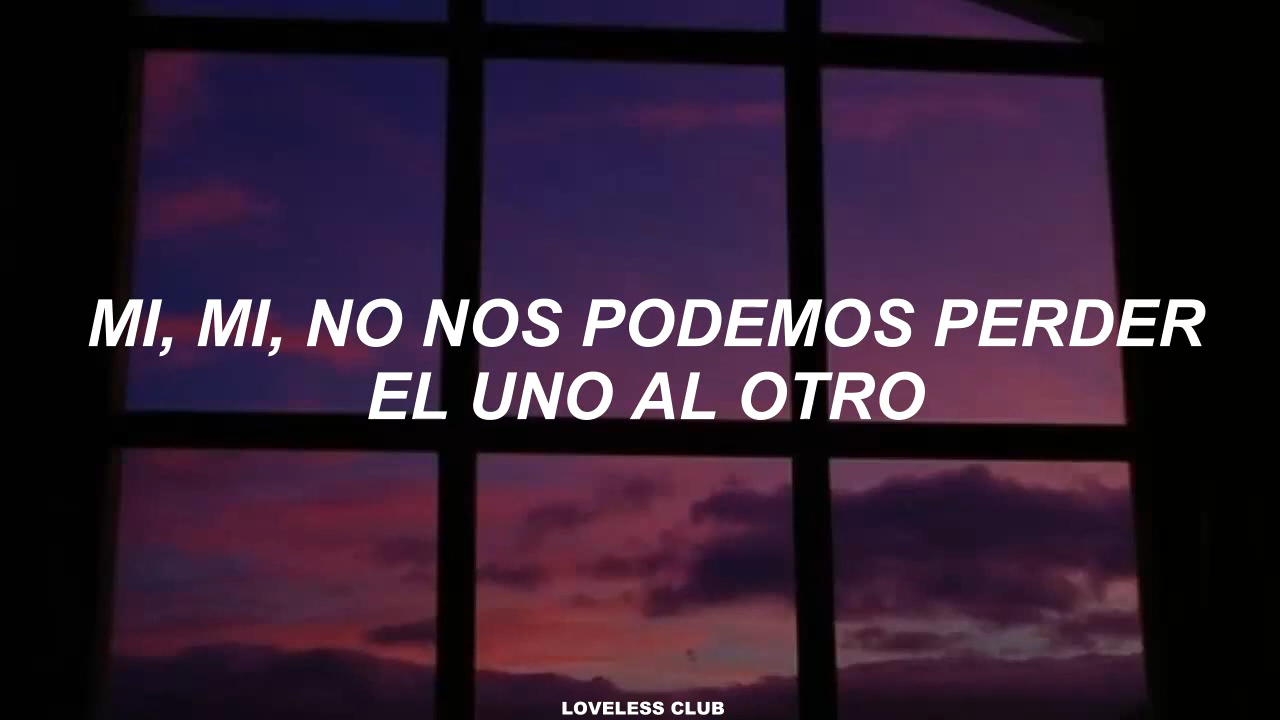 MI, MI, NO NOS PODEMOS PERDER
EL UNO AL OTRO
LOVELESS CLUB